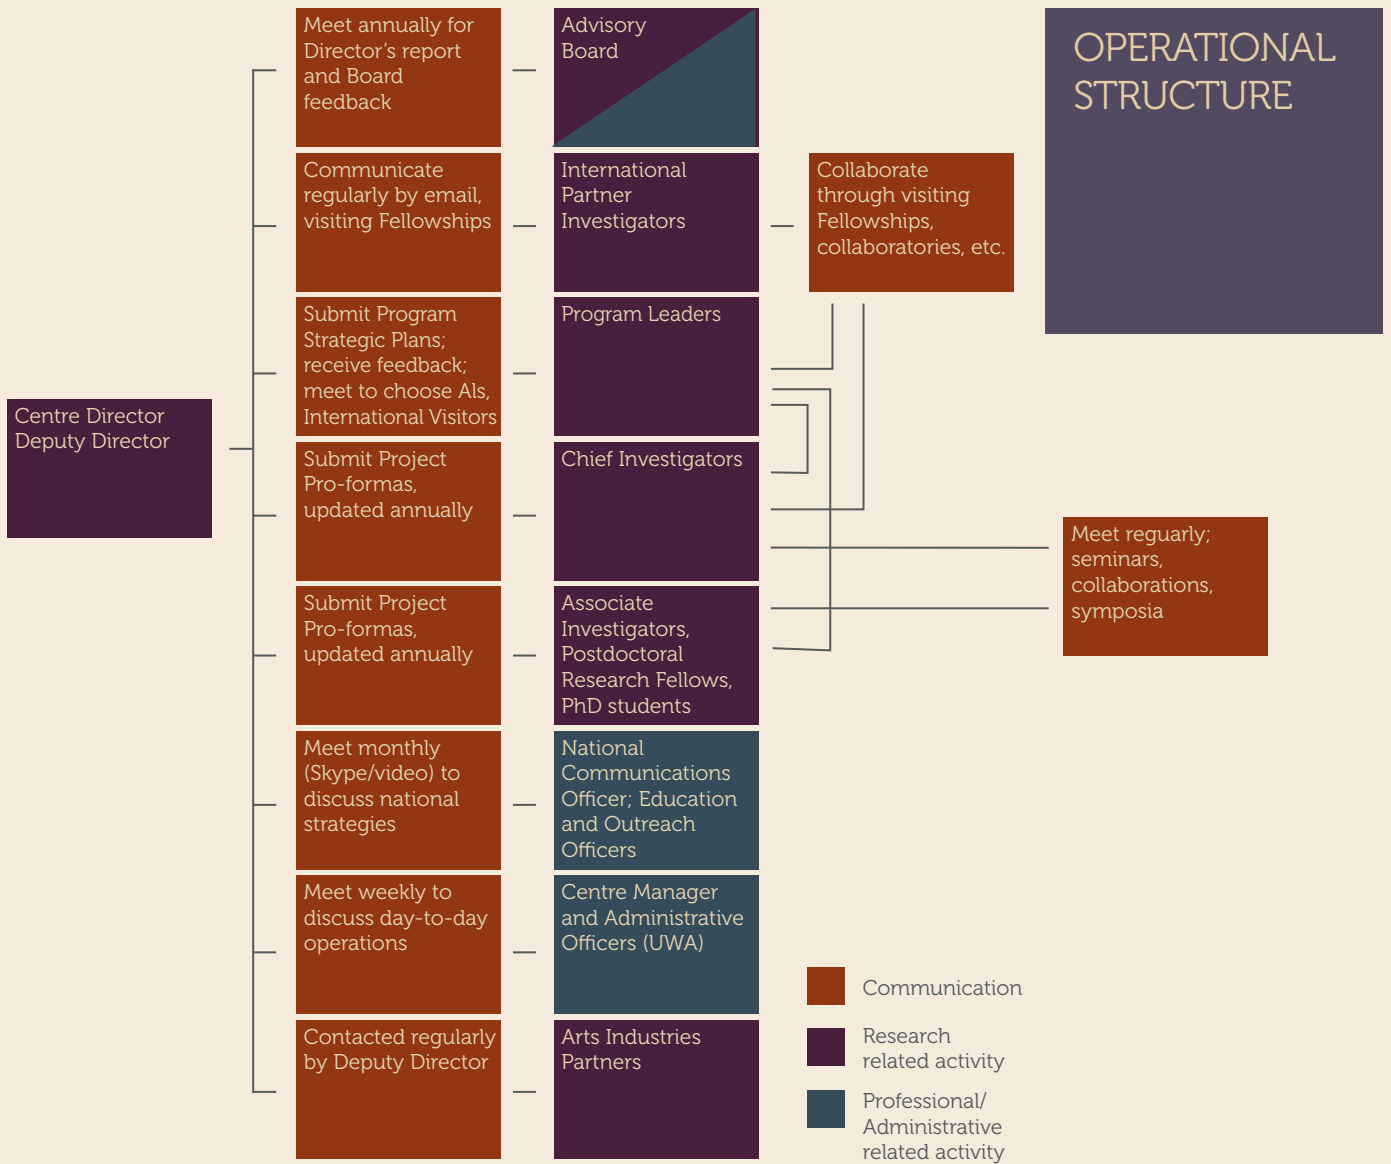 OPERATIONAL
STRUCTURE
Centre Director
Deputy Director
Meet annually for
Director’s report
and Board
feedback
Advisory
Board
Communicate
regularly by email,
visiting Fellowships
International
Partner
Investigators
Collaborate
through visiting
Fellowships,
collaboratories, etc.
Submit Program
Strategic Plans;
receive feedback;
meet to choose AIs,
International Visitors
Program Leaders
Submit Project
Pro-formas,
updated annually
Chief Investigators
Meet reguarly;
seminars,
collaborations,
symposia
Submit Project
Pro-formas,
updated annually
Associate
Investigators,
Postdoctoral
Research Fellows,
PhD students
Meet monthly
(Skype/video) to
discuss national
strategies
National
Communications
Officer; Education
and Outreach
Officers
Meet weekly to
discuss day-to-day
operations
Centre Manager
and Administrative
Officers (UWA)
Contacted regularly
by Deputy Director
Arts Industries
Partners
Communication
Research
related activity
Professional/
Administrative
related activity